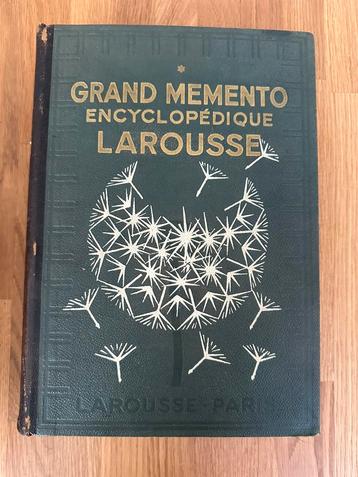 *
GRAND MEMENTO
ENCYCLOPÉDIQUE
LAROUSSE
LAROUSSE-PARIS